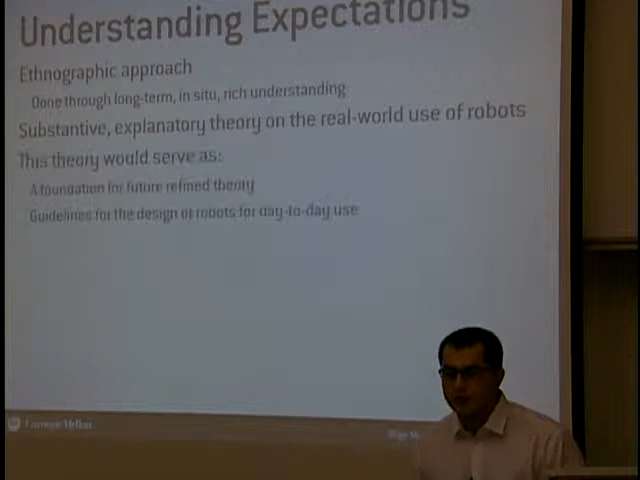 Understanding Expectations
Ethnographic approach
Done through long-term, in situ, rich understanding
Substantive, explanatory theory on the real-world use of robots
This theory would serve as:
A foundation for future refined theory
Guidelines for the design of robots for day-to-day use
Carnegie Mellon